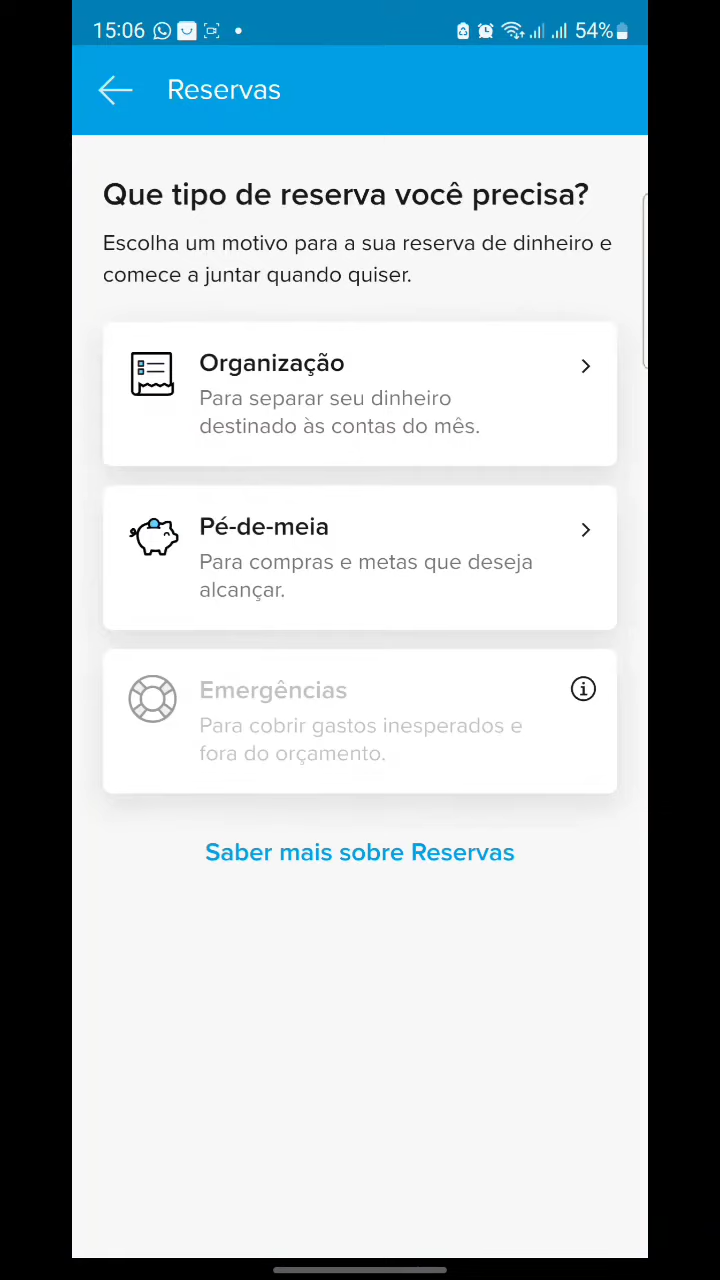 15:06 54%
Reservas
Que tipo de reserva você precisa?
Escolha um motivo para a sua reserva de dinheiro e
comece a juntar quando quiser.
Organização
Para separar seu dinheiro
destinado às contas do mês.
Pé-de-meia
Para compras e metas que deseja
alcançar.
Emergências
Para cobrir gastos inesperados e
fora do orçamento.
Saber mais sobre Reservas